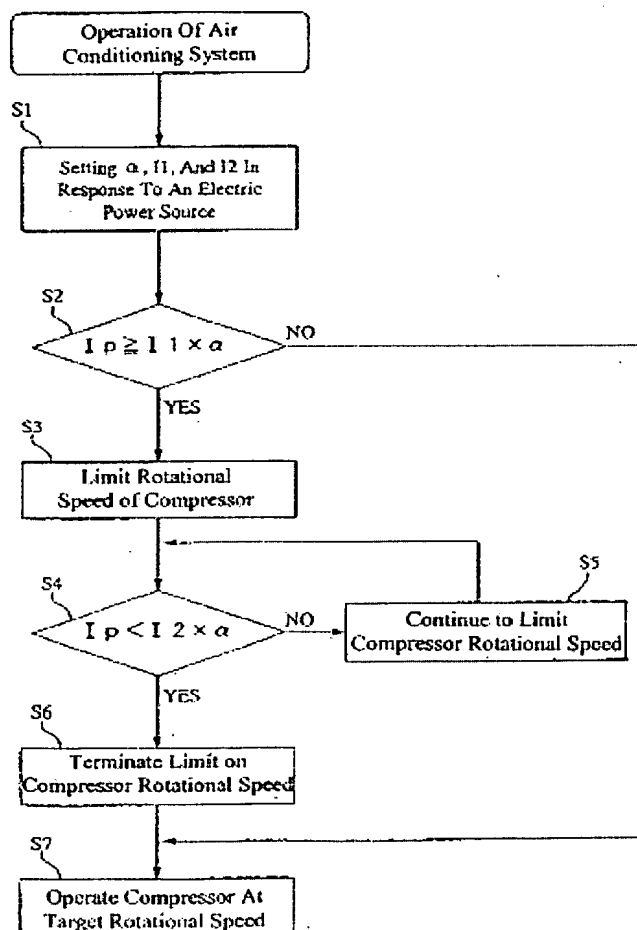 Operation Of Air
Conditioning System
S1
Setting α, I1, And I2 In
Response To An Electric
Power Source
S2
I p ≧ I 1 × α
NO
YES
S3
Limit Rotational
Speed of Compressor
S4
I p < I 2 × α
NO
S5
Continue to Limit
Compressor Rotational Speed
YES
S6
Terminate Limit on
Compressor Rotational Speed
S7
Operate Compressor At
Target Rotational Speed